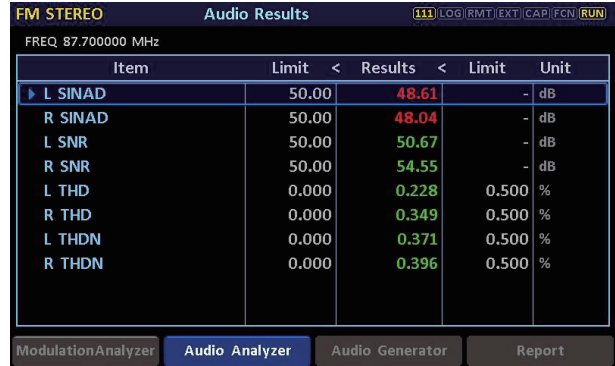 FM STEREO Audio Results 111 LOG RMT EXT CAP FCN RUN
FREQ 87.700000 MHz
Item Limit < Results < Limit Unit
L SINAD 50.00 48.61 - dB
R SINAD 50.00 48.04 - dB
L SNR 50.00 50.67 - dB
R SNR 50.00 54.55 - dB
L THD 0.000 0.228 0.500 %
R THD 0.000 0.349 0.500 %
L THDN 0.000 0.371 0.500 %
R THDN 0.000 0.396 0.500 %
ModulationAnalyzer Audio Analyzer Audio Generator Report